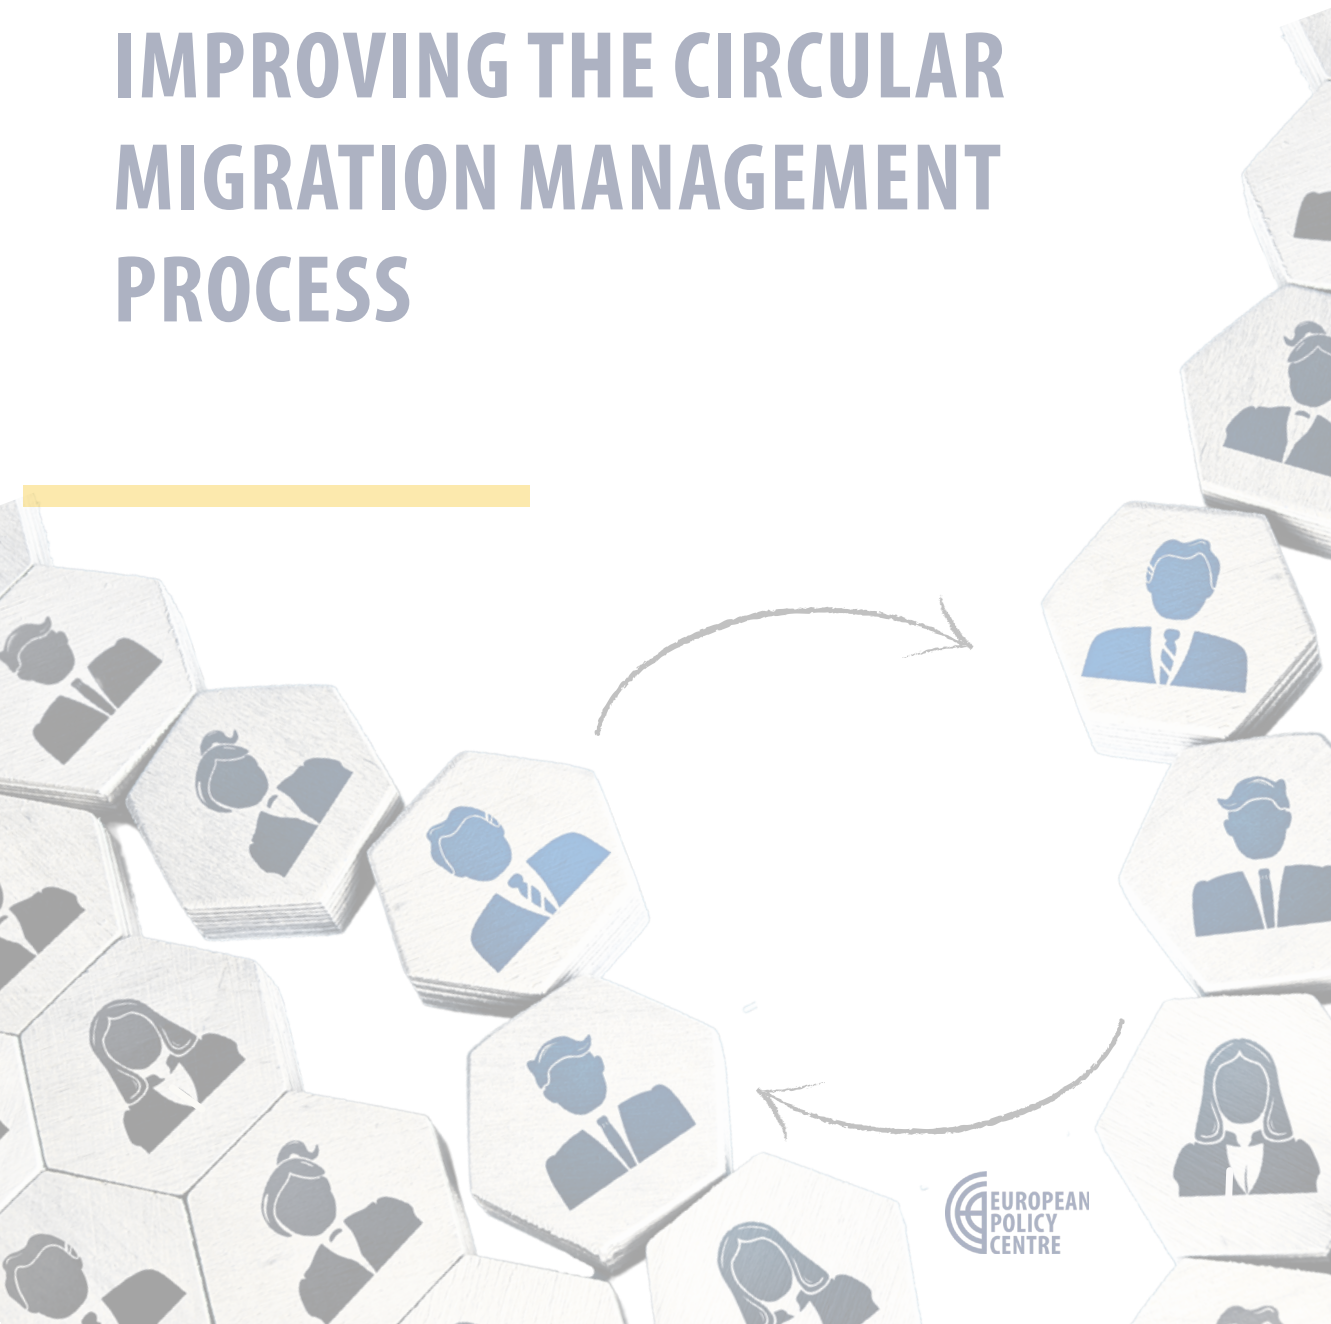 IMPROVING THE CIRCULAR
MIGRATION MANAGEMENT
PROCESS
EUROPEAN
POLICY
CENTRE